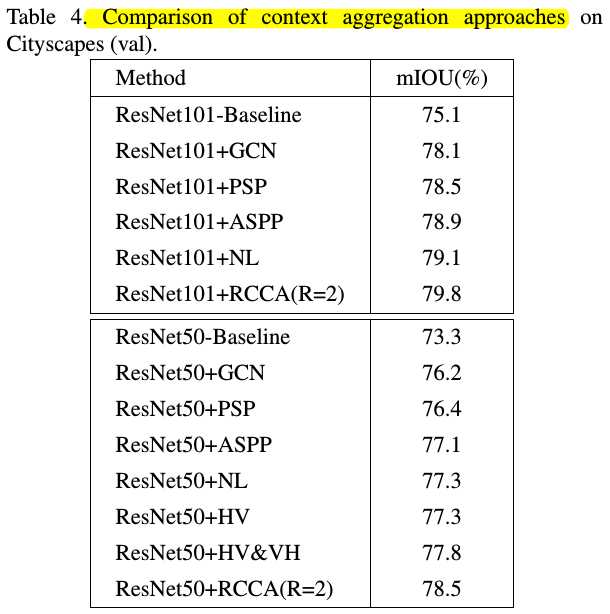 Table 4. Comparison of context aggregation approaches on
Cityscapes (val).
Method mIOU(%)
ResNet101-Baseline 75.1
ResNet101+GCN 78.1
ResNet101+PSP 78.5
ResNet101+ASPP 78.9
ResNet101+NL 79.1
ResNet101+RCCA(R=2) 79.8
ResNet50-Baseline 73.3
ResNet50+GCN 76.2
ResNet50+PSP 76.4
ResNet50+ASPP 77.1
ResNet50+NL 77.3
ResNet50+HV 77.3
ResNet50+HV&VH 77.8
ResNet50+RCCA(R=2) 78.5